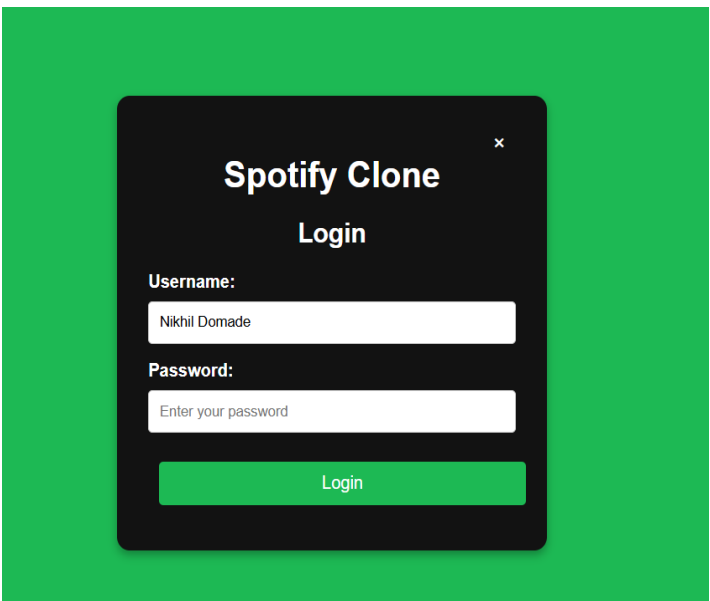 ×
Spotify Clone
Login
Username:
Nikhil Domade
Password:
Enter your password
Login